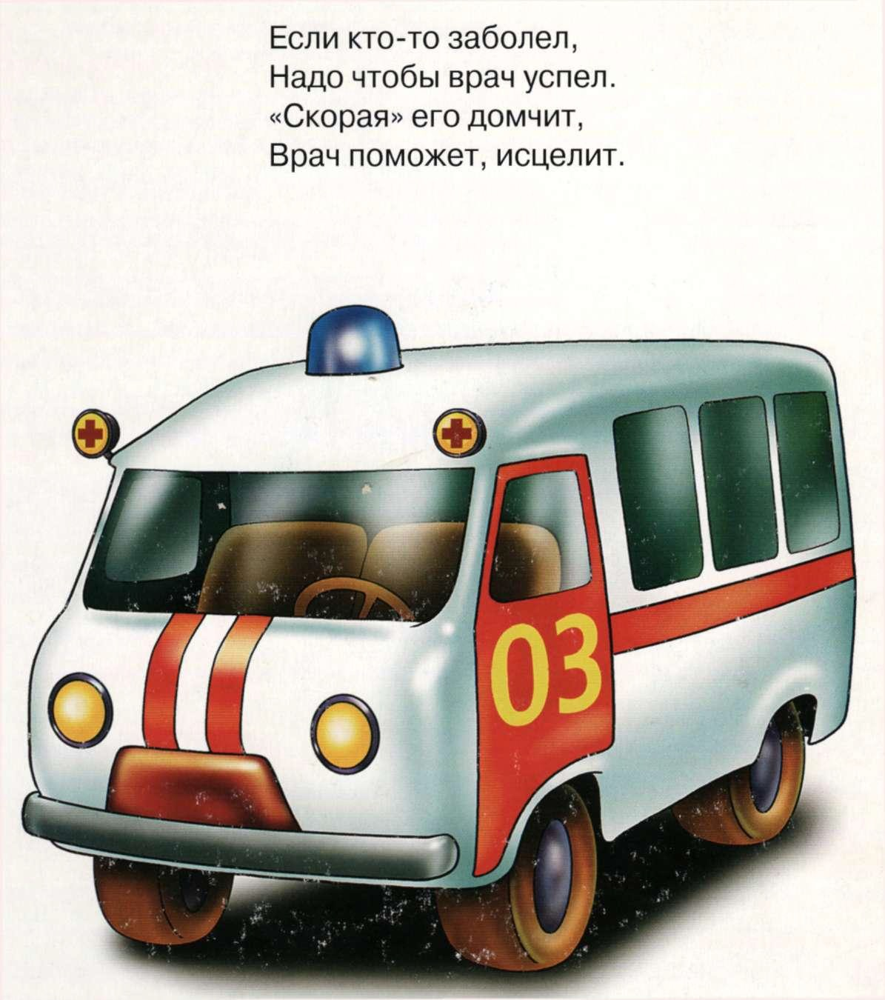 Если кто-то заболел,
Надо чтобы врач успел.
«Скорая» его домчит,
Врач поможет, исцелит.
03